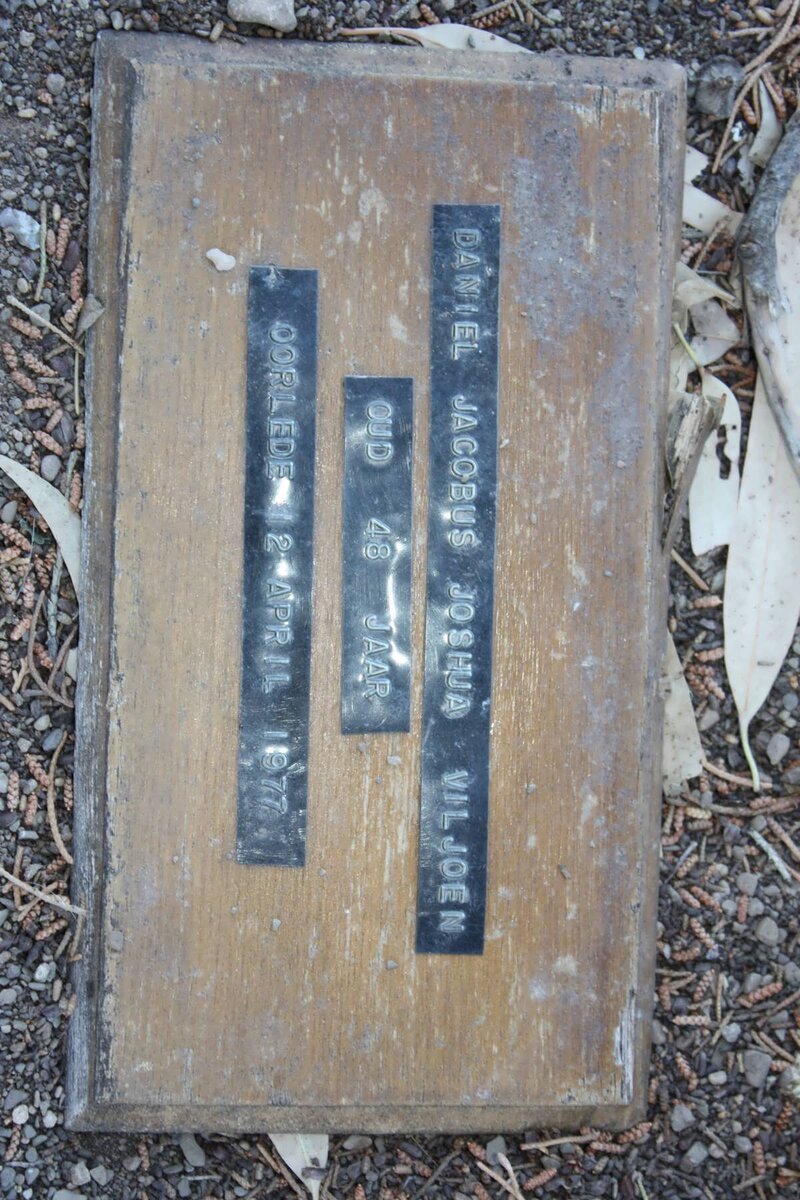 DANIEL JACOBUS JOSHUA VILJOEN
OUD 48 JAAR
OORLEDE 12 APRIL 1977